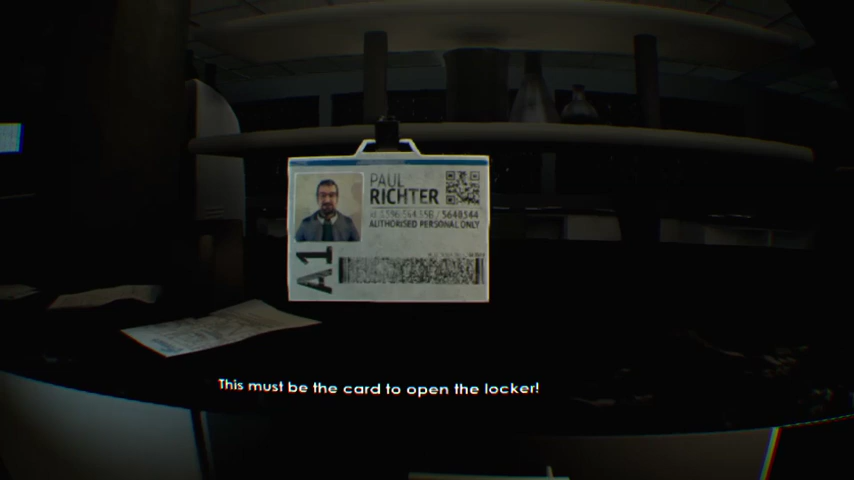 PAUL
RICHTER
AUTHORISED PERSONAL ONLY
A1
This must be the card to open the locker!